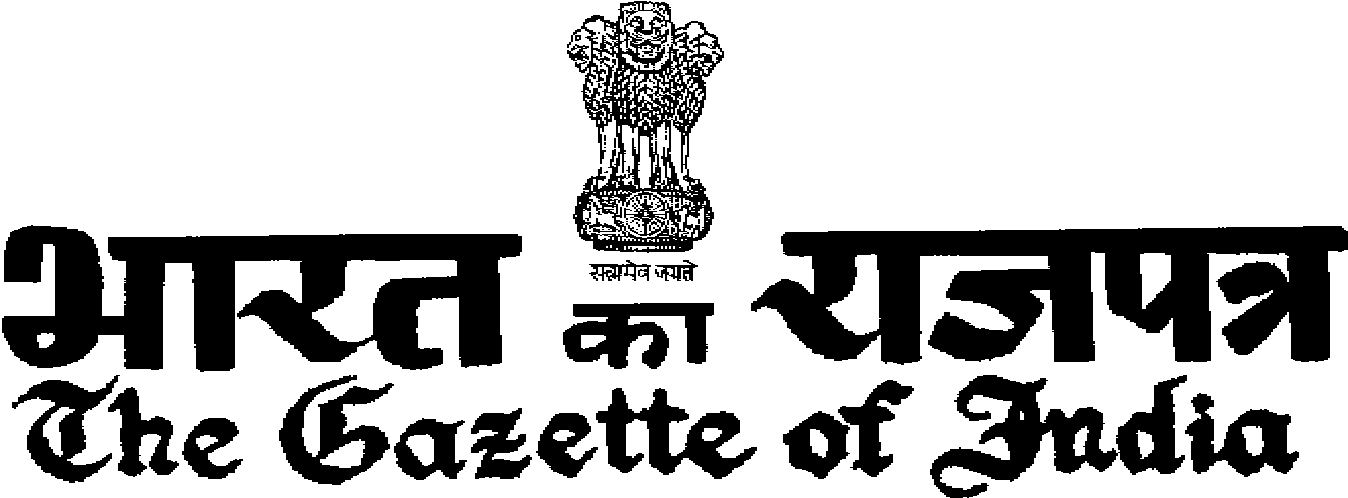 सत्यमेव जयते
भारत का राजपत्र
The Gazette of India